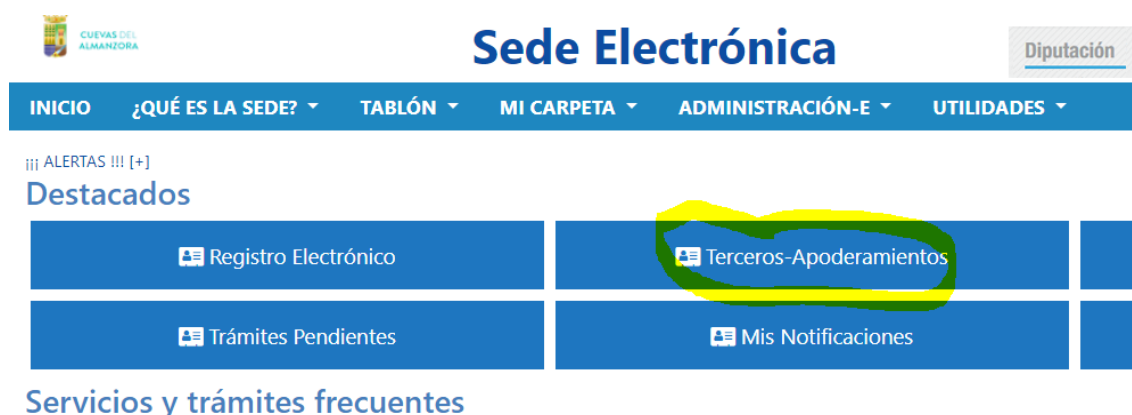 CUEVAS DEL
ALMANZORA
Sede Electrónica
Diputación
INICIO ¿QUÉ ES LA SEDE? TABLÓN MI CARPETA ADMINISTRACIÓN-E UTILIDADES
¡¡¡ ALERTAS !!! [+]
Destacados
Registro Electrónico Terceros-Apoderamientos
Trámites Pendientes Mis Notificaciones
Servicios y trámites frecuentes